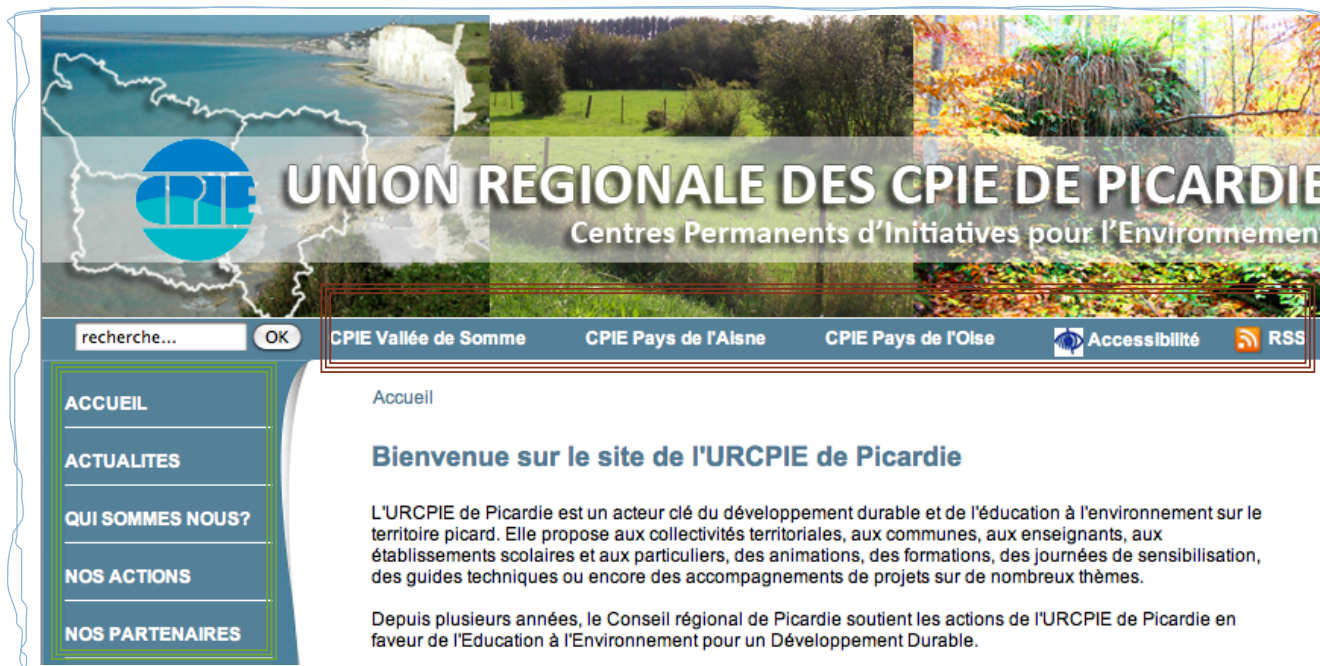 CPIE
UNION REGIONALE DES CPIE DE PICARDIE
Centres Permanents d'Initiatives pour l'Environnement
recherche... OK CPIE Vallée de Somme CPIE Pays de l'Aisne CPIE Pays de l'Oise Accessibilité RSS
ACCUEIL
ACTUALITES
QUI SOMMES NOUS?
NOS ACTIONS
NOS PARTENAIRES
Accueil
Bienvenue sur le site de l'URCPIE de Picardie
L'URCPIE de Picardie est un acteur clé du développement durable et de l'éducation à l'environnement sur le
territoire picard. Elle propose aux collectivités territoriales, aux communes, aux enseignants, aux
établissements scolaires et aux particuliers, des animations, des formations, des journées de sensibilisation,
des guides techniques ou encore des accompagnements de projets sur de nombreux thèmes.
Depuis plusieurs années, le Conseil régional de Picardie soutient les actions de l'URCPIE de Picardie en
faveur de l'Education à l'Environnement pour un Développement Durable.